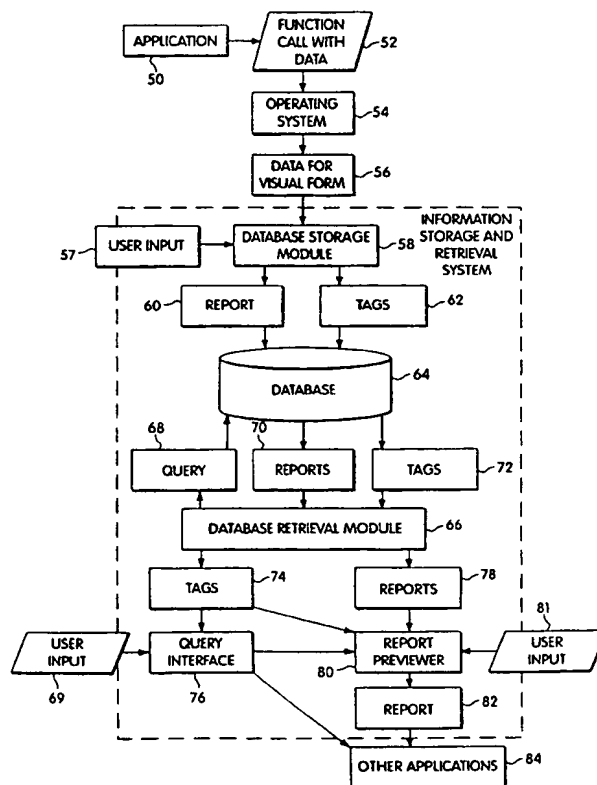 APPLICATION
50
FUNCTION
CALL WITH
DATA
52
OPERATING
SYSTEM
54
DATA FOR
VISUAL FORM
56
INFORMATION
STORAGE AND
RETRIEVAL
SYSTEM
57
USER INPUT
DATABASE STORAGE
MODULE
58
60
REPORT
TAGS
62
DATABASE
64
68
QUERY
70
REPORTS
TAGS
72
DATABASE RETRIEVAL MODULE
66
TAGS
74
REPORTS
78
81
USER
INPUT
69
QUERY
INTERFACE
76
REPORT
PREVIEWER
80
USER
INPUT
REPORT
82
OTHER APPLICATIONS
84